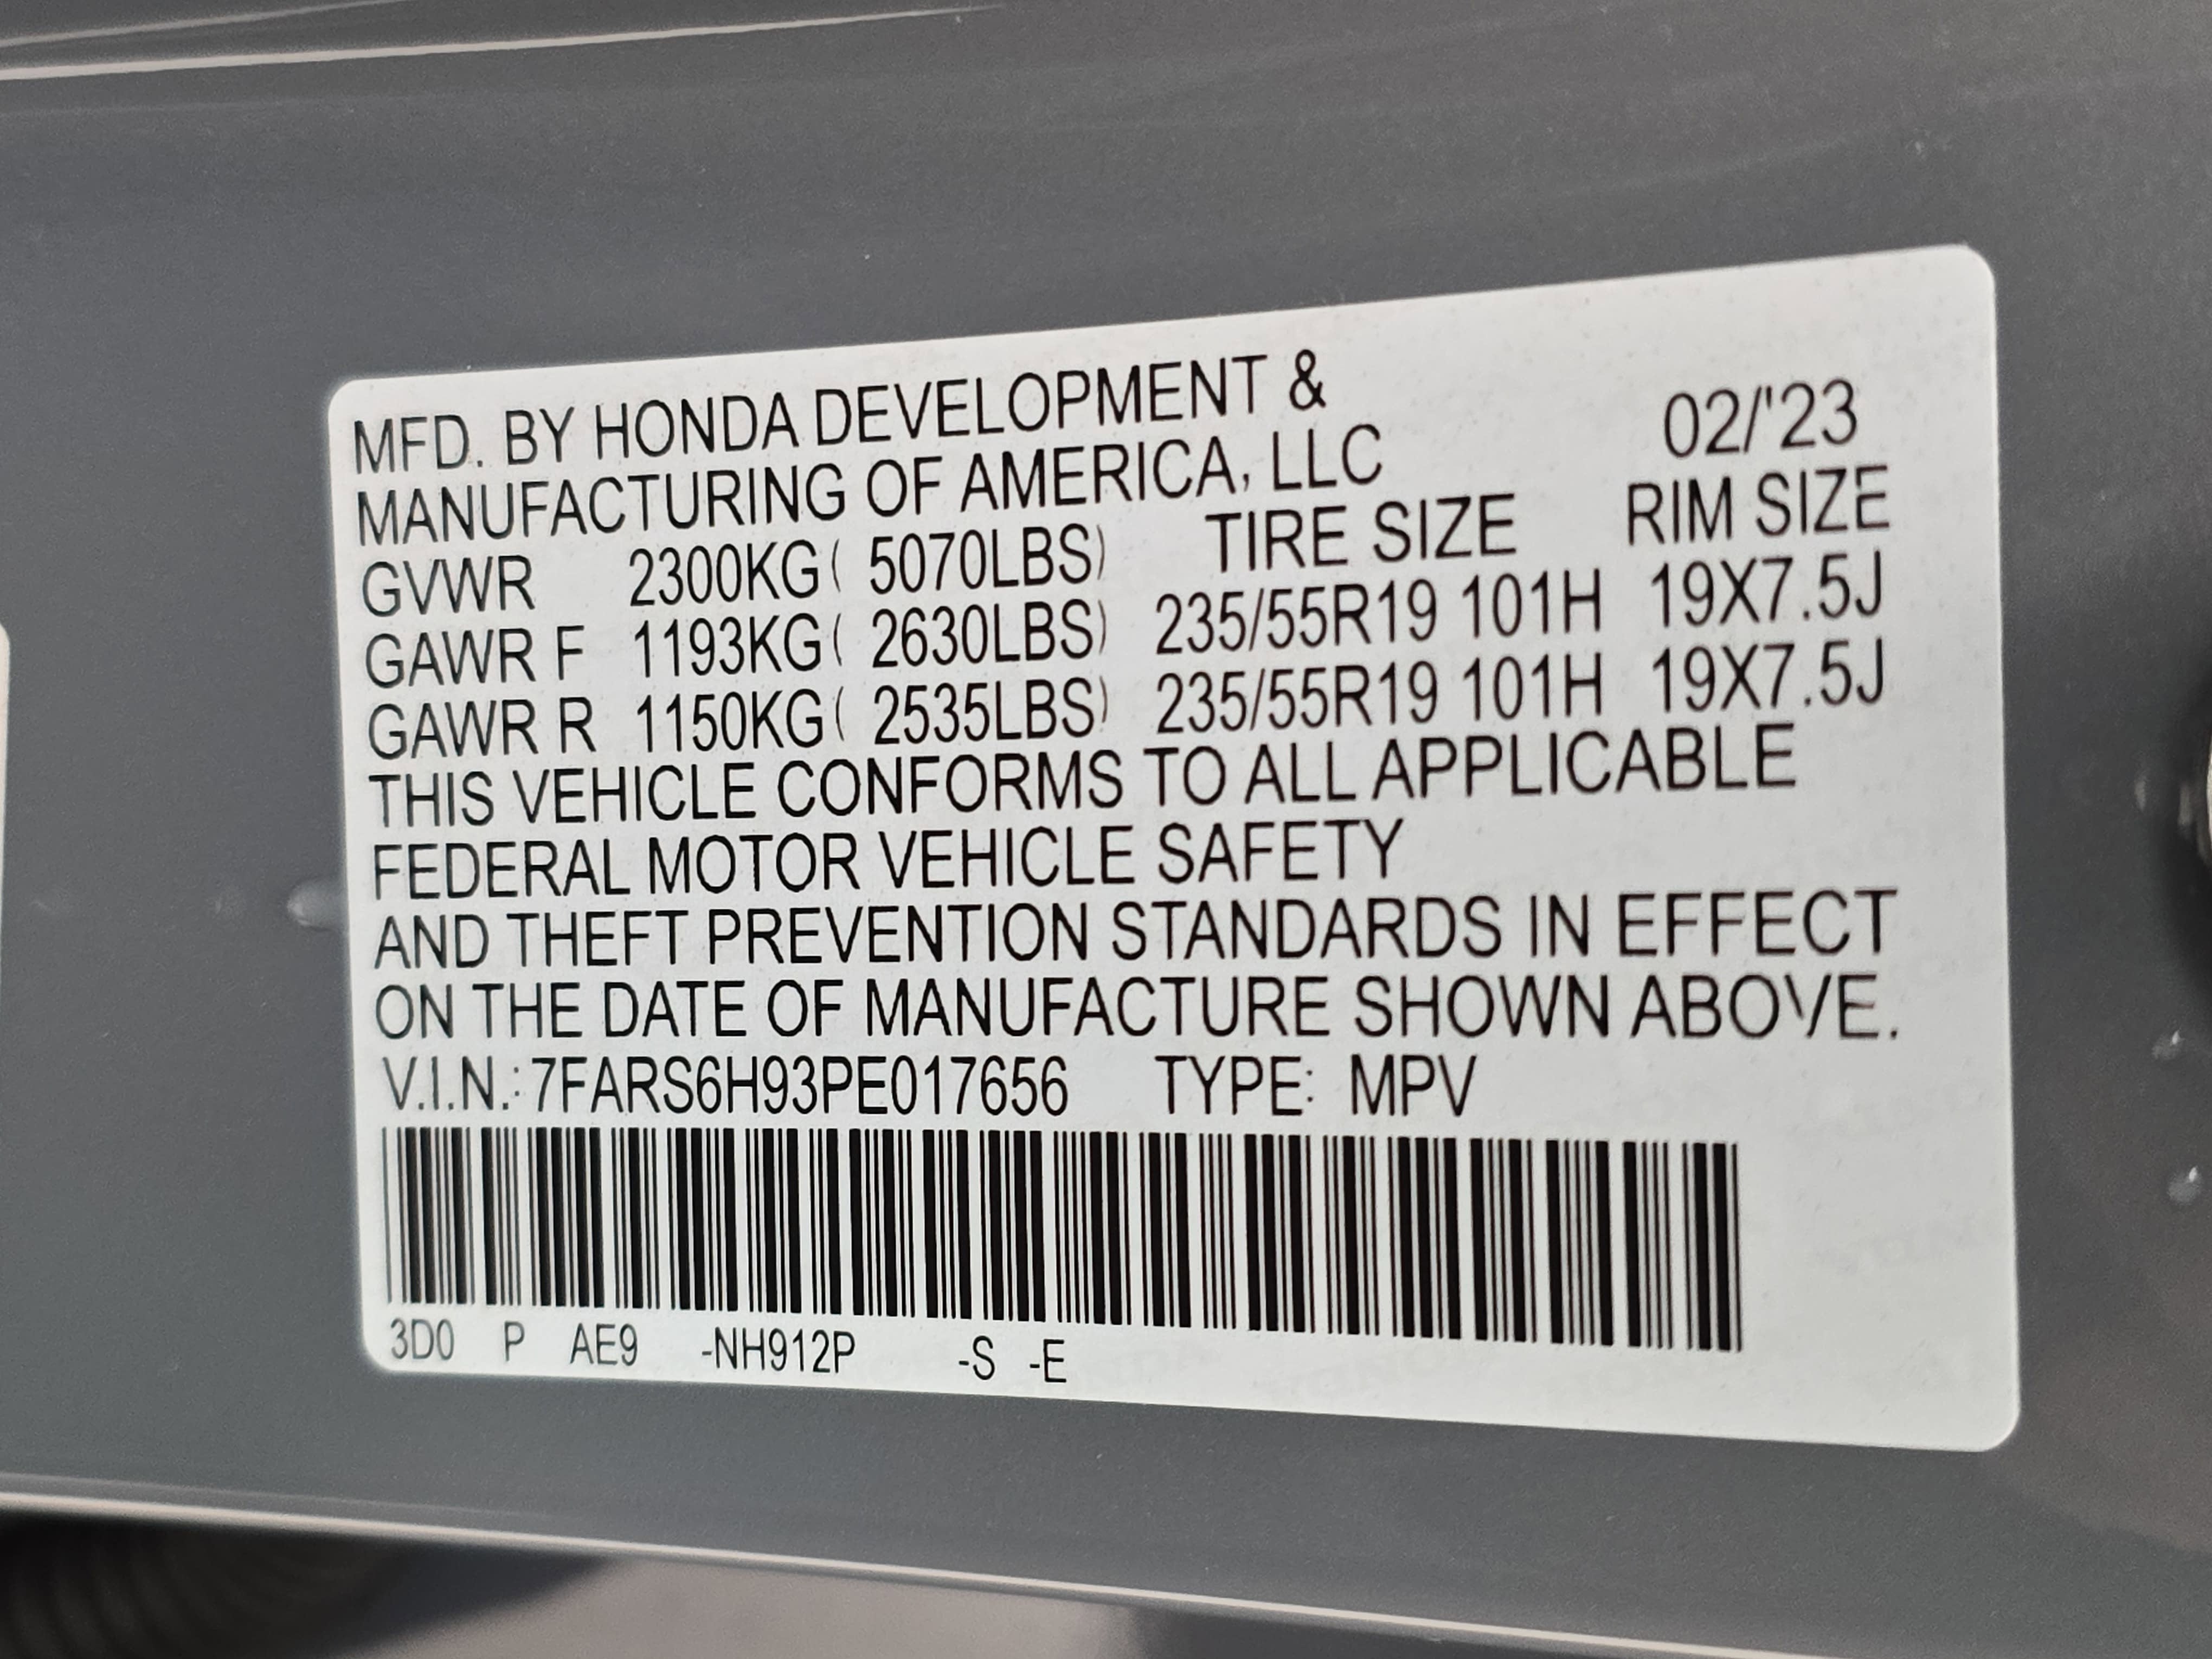 MFD. BY HONDA DEVELOPMENT &
MANUFACTURING OF AMERICA, LLC 02/'23
GVWR 2300KG( 5070LBS) TIRE SIZE RIM SIZE
GAWR F 1193KG( 2630LBS) 235/55R19 101H 19X7.5J
GAWR R 1150KG( 2535LBS) 235/55R19 101H 19X7.5J
THIS VEHICLE CONFORMS TO ALL APPLICABLE
FEDERAL MOTOR VEHICLE SAFETY
AND THEFT PREVENTION STANDARDS IN EFFECT
ON THE DATE OF MANUFACTURE SHOWN ABOVE.
V.I.N.: 7FARS6H93PE017656 TYPE: MPV
3D0 P AE9 -NH912P -S -E